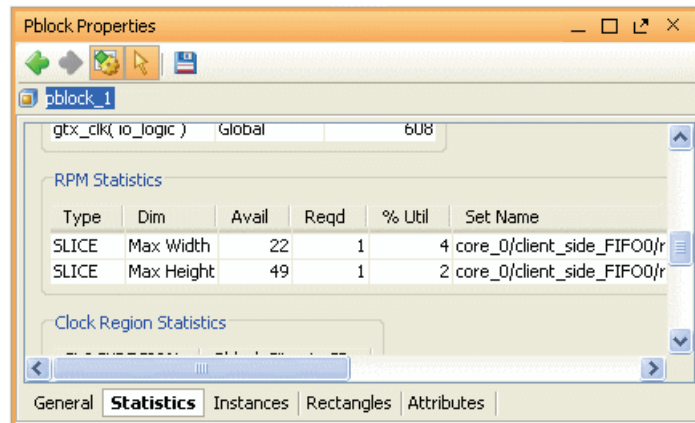 Pblock Properties
pblock_1
gtx_clk( io_logic ) Global 608
RPM Statistics
Type Dim Avail Reqd % Util Set Name
SLICE Max Width 22 1 4 core_0/client_side_FIFO0/r
SLICE Max Height 49 1 2 core_0/client_side_FIFO0/r
Clock Region Statistics
General Statistics Instances Rectangles Attributes